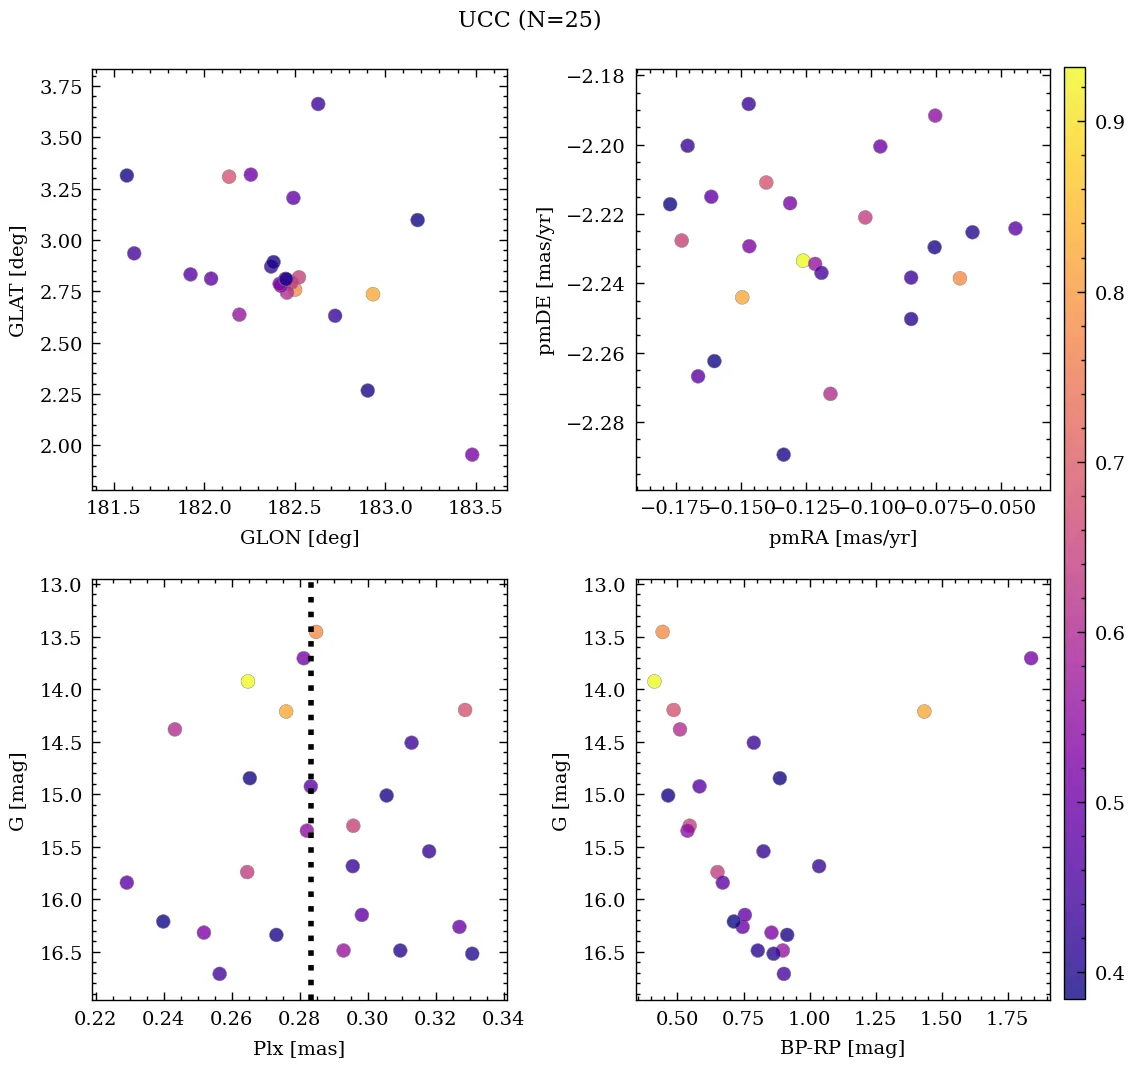 UCC (N=25)
3.75
3.50
3.25
3.00
2.75
2.50
2.25
2.00
GLAT [deg]
181.5 182.0 182.5 183.0 183.5
GLON [deg]
−2.18
−2.20
−2.22
−2.24
−2.26
−2.28
pmDE [mas/yr]
−0.175 −0.150 −0.125 −0.100 −0.075 −0.050
pmRA [mas/yr]
13.0
13.5
14.0
14.5
15.0
15.5
16.0
16.5
G [mag]
0.22 0.24 0.26 0.28 0.30 0.32 0.34
Plx [mas]
13.0
13.5
14.0
14.5
15.0
15.5
16.0
16.5
G [mag]
0.50 0.75 1.00 1.25 1.50 1.75
BP-RP [mag]
0.9
0.8
0.7
0.6
0.5
0.4